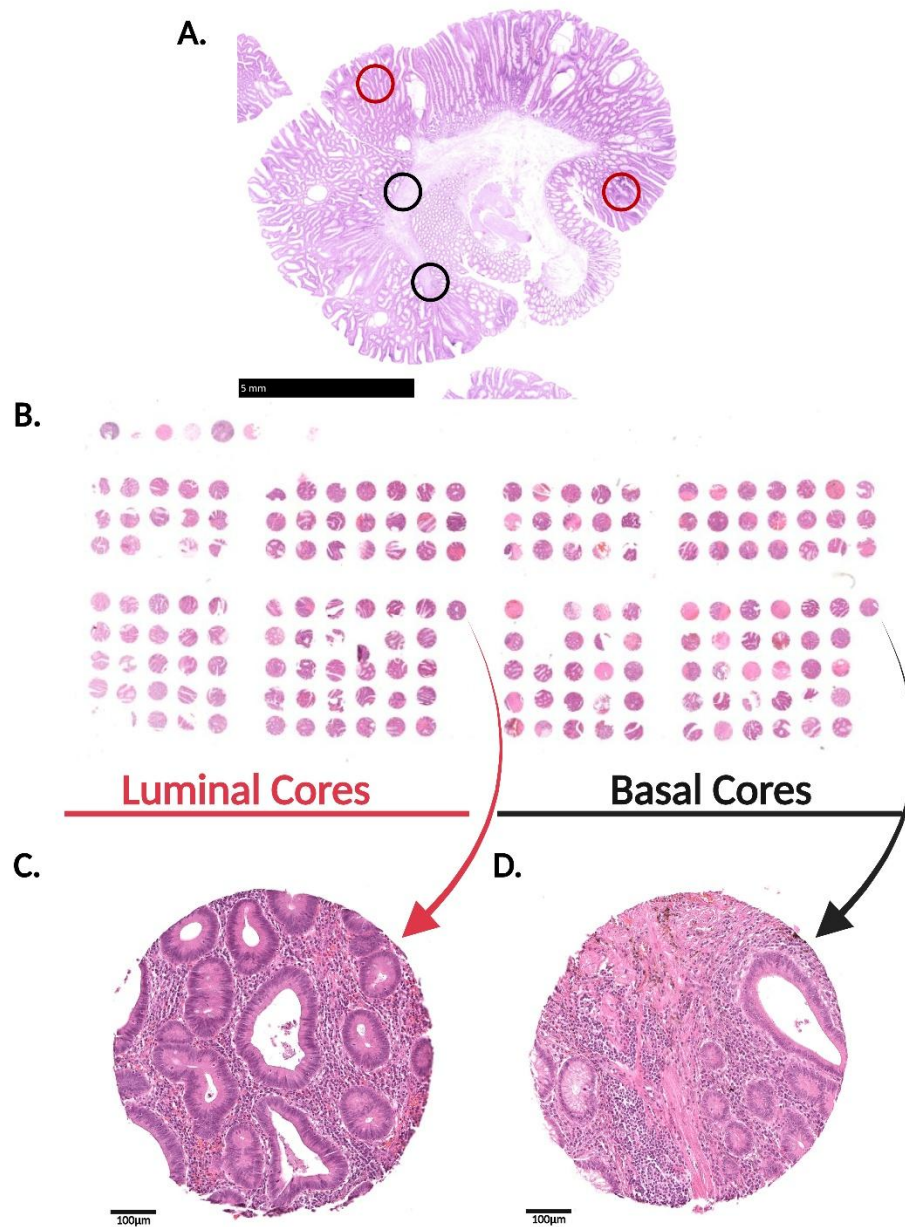 A.
5 mm
B.
Luminal Cores
Basal Cores
C.
D.
100µm
100µm